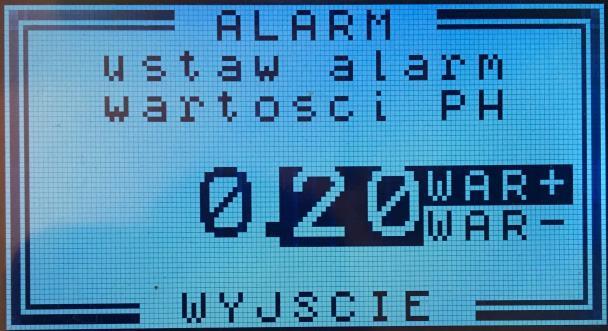 ALARM
ustaw alarm
wartosci PH
0.20 WAR+
WAR-
WYJSCIE